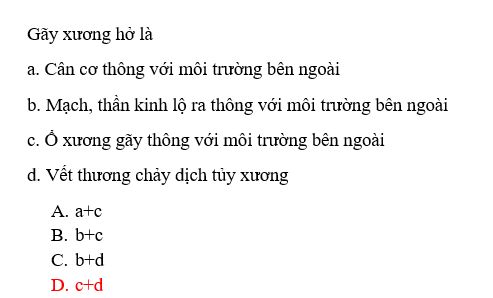 Gãy xương hở là
a. Cân cơ thông với môi trường bên ngoài
b. Mạch, thần kinh lộ ra thông với môi trường bên ngoài
c. Ổ xương gãy thông với môi trường bên ngoài
d. Vết thương chảy dịch tủy xương
A. a+c
B. b+c
C. b+d
D. c+d